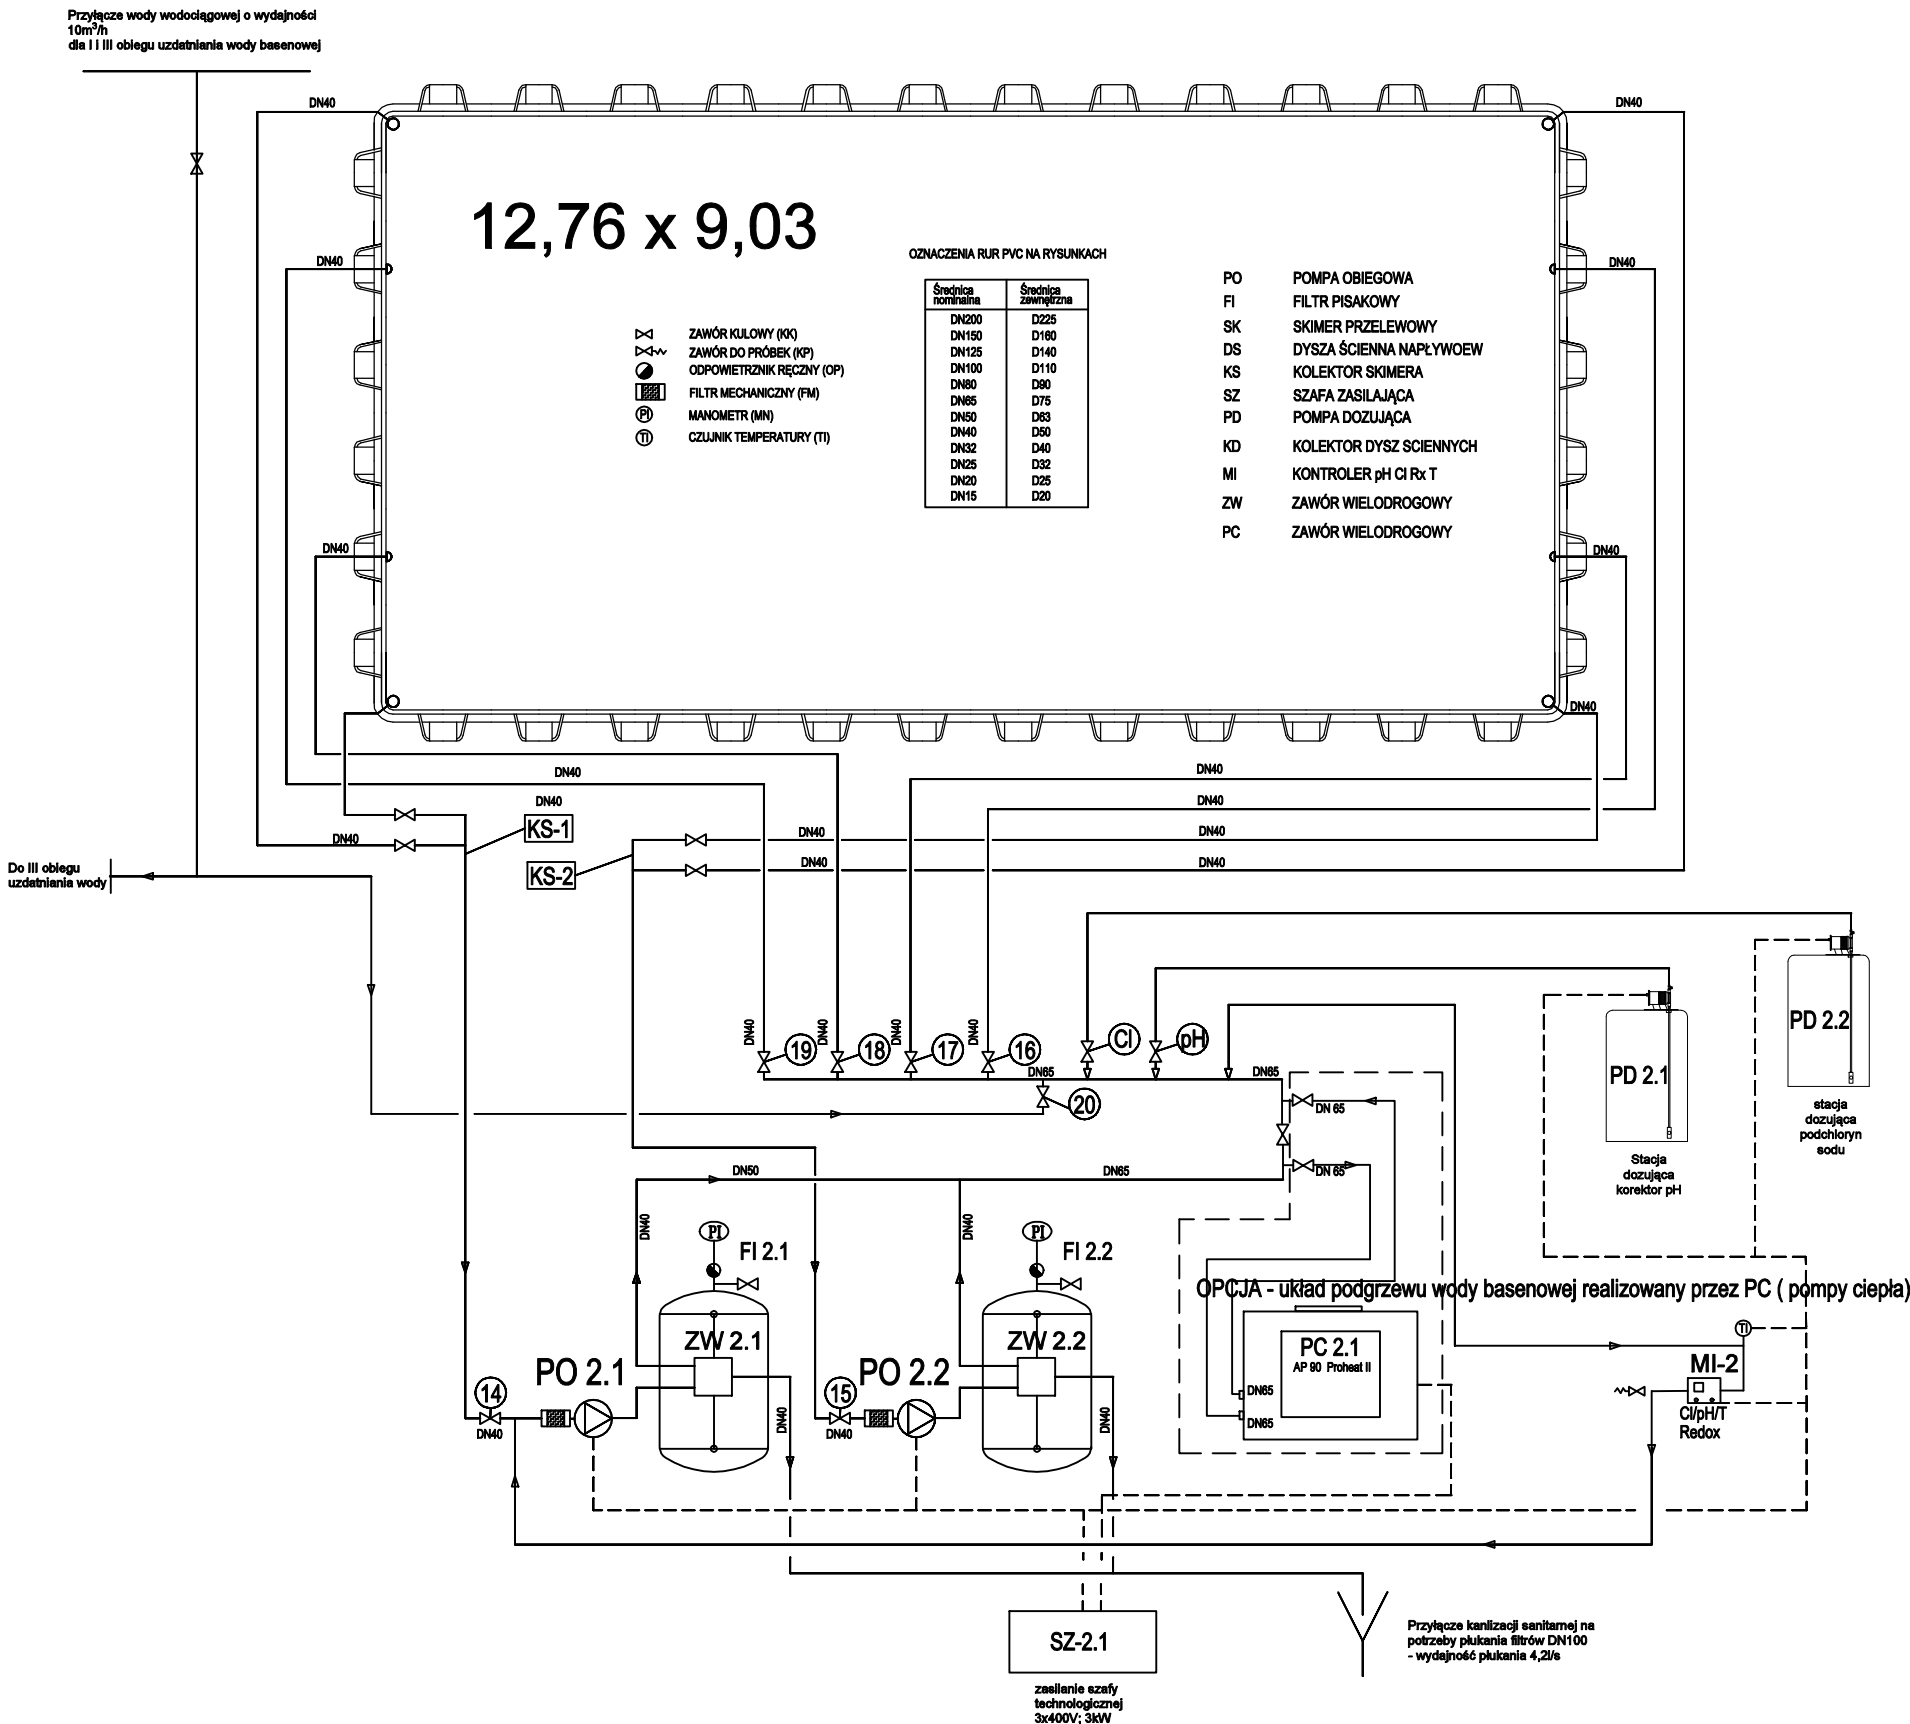 Przyłącze wody wodociągowej o wydajności
10m³/h
dla I i III obiegu uzdatniania wody basenowej
DN40
DN40
12,76 x 9,03
OZNACZENIA RUR PVC NA RYSUNKACH
DN40
DN40
Średnica nominalna
Średnica zewnętrzna
DN200 D225
DN150 D160
DN125 D140
DN100 D110
DN80 D90
DN65 D75
DN50 D63
DN40 D50
DN32 D40
DN25 D32
DN20 D25
DN15 D20
ZAWÓR KULOWY (KK)
ZAWÓR DO PRÓBEK (KP)
ODPOWIETRZNIK RĘCZNY (OP)
FILTR MECHANICZNY (FM)
PI MANOMETR (MN)
TI CZUJNIK TEMPERATURY (TI)
PO POMPA OBIEGOWA
FI FILTR PISAKOWY
SK SKIMER PRZELEWOWY
DS DYSZA ŚCIENNA NAPŁYWOEW
KS KOLEKTOR SKIMERA
SZ SZAFA ZASILAJĄCA
PD POMPA DOZUJĄCA
KD KOLEKTOR DYSZ SCIENNYCH
MI KONTROLER pH Cl Rx T
ZW ZAWÓR WIELODROGOWY
PC ZAWÓR WIELODROGOWY
DN40
DN40
DN40
DN40
DN40
DN40
DN40
KS-1
DN40
DN40
DN40
KS-2
DN40
DN40
Do III obiegu
uzdatniania wody
DN40
DN40
DN40
DN40
19
18
17
16
Cl
pH
DN65
DN65
20
DN 65
DN 65
PD 2.2
stacja
dozująca
podchloryn
sodu
PD 2.1
Stacja
dozująca
korektor pH
DN50
DN65
DN40
DN40
PI
FI 2.1
PI
FI 2.2
OPCJA - układ podgrzewu wody basenowej realizowany przez PC ( pompy ciepła)
ZW 2.1
ZW 2.2
PO 2.1
PO 2.2
PC 2.1
AP 90 Proheat II
DN65
DN65
TI
MI-2
Cl/pH/T
Redox
14
DN40
15
DN40
DN40
DN40
SZ-2.1
zasilanie szafy
technologicznej
3x400V; 3kW
Przyłącze kanlizacji sanitarnej na
potrzeby płukania filtrów DN100
- wydajność płukania 4,2l/s